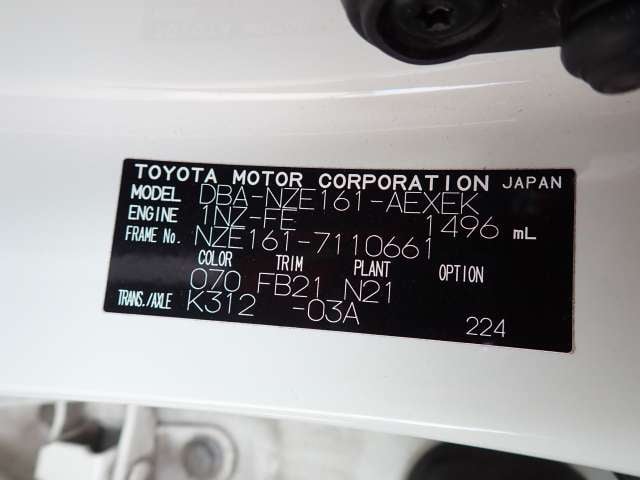 TOYOTA MOTOR CORPORATION JAPAN
MODEL DBA-NZE161-AEXEK
ENGINE 1NZ-FE 1496 mL
FRAME No. NZE161-7110661
COLOR TRIM PLANT OPTION
070 FB21 N21
TRANS./AXLE K312 -03A
224